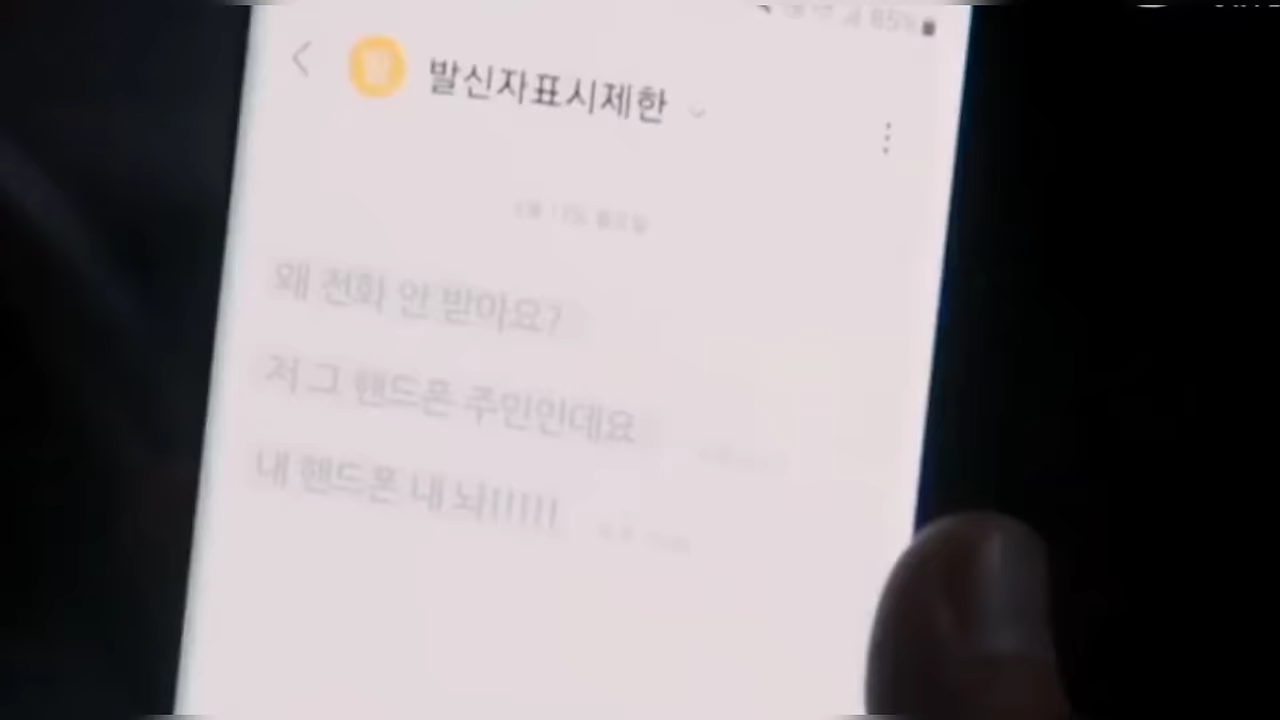 85%
발신자표시제한
왜 전화 안 받아요?
저 그 핸드폰 주인인데요
내 핸드폰 내 놔!!!!!